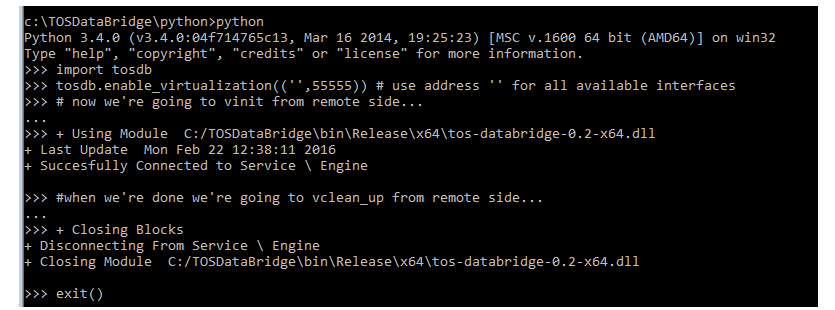 c:\TOSDataBridge\python>python
Python 3.4.0 (v3.4.0:04f714765c13, Mar 16 2014, 19:25:23) [MSC v.1600 64 bit (AMD64)] on win32
Type "help", "copyright", "credits" or "license" for more information.
>>> import tosdb
>>> tosdb.enable_virtualization(('',55555)) # use address '' for all available interfaces
>>> # now we're going to vinit from remote side...
...
>>> + Using Module  C:/TOSDataBridge\bin\Release\x64\tos-databridge-0.2-x64.dll
+ Last Update  Mon Feb 22 12:38:11 2016
+ Succesfully Connected to Service \ Engine
>>> #when we're done we're going to vclean_up from remote side...
...
>>> + Closing Blocks
+ Disconnecting From Service \ Engine
+ Closing Module  C:/TOSDataBridge\bin\Release\x64\tos-databridge-0.2-x64.dll
>>> exit()